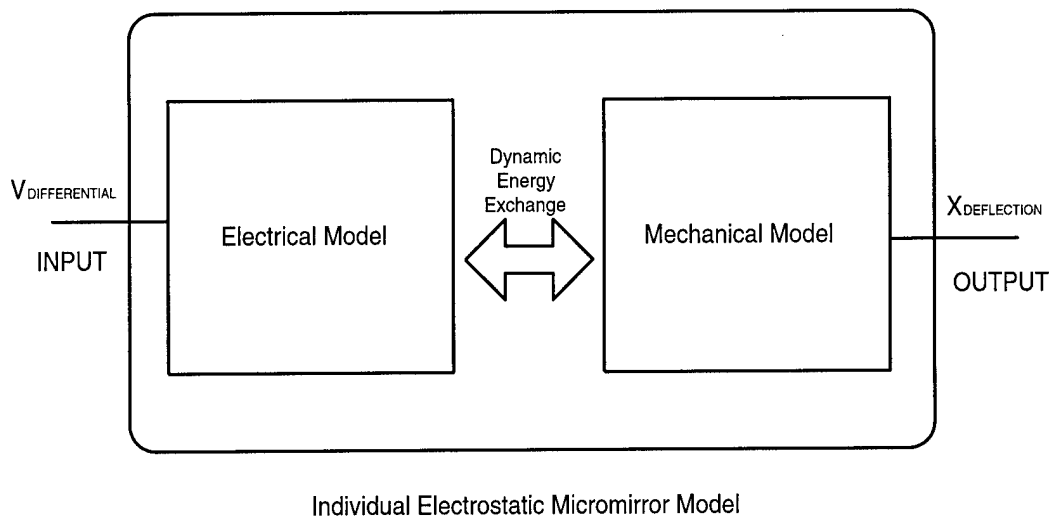 Dynamic
Energy
Exchange
VDIFFERENTIAL
XDEFLECTION
Electrical Model
Mechanical Model
INPUT
OUTPUT
Individual Electrostatic Micromirror Model